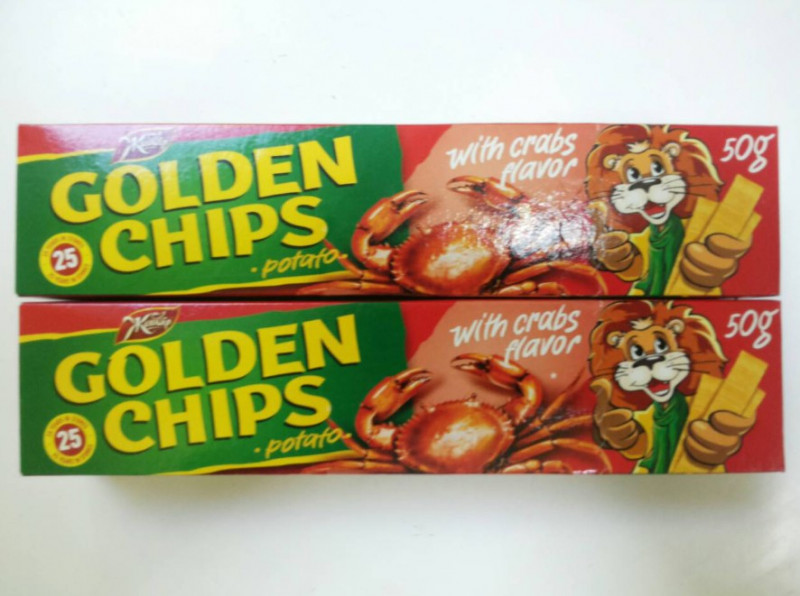 GOLDEN
CHIPS
• potato •
25
with crabs
flavor
50g
GOLDEN
CHIPS
• potato •
25
with crabs
flavor
50g